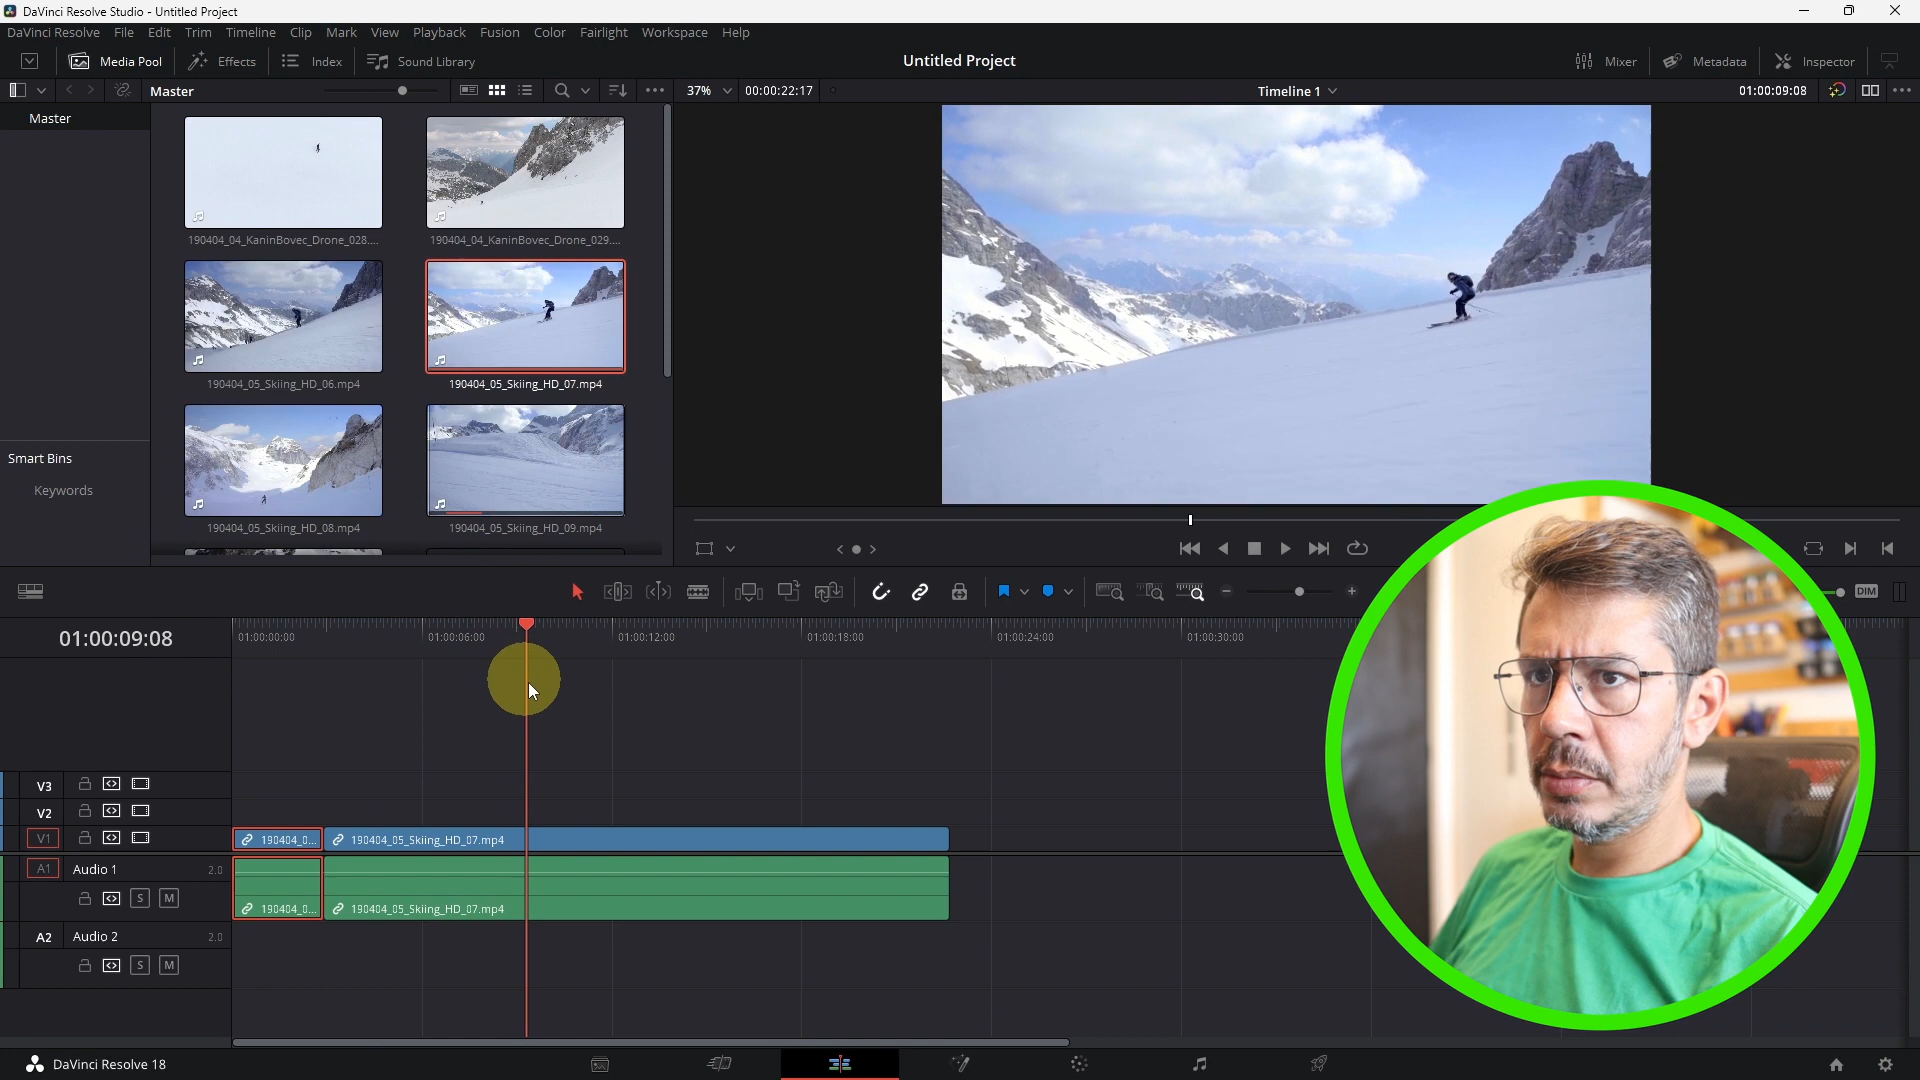 DaVinci Resolve Studio - Untitled Project
DaVinci Resolve File Edit Trim Timeline Clip Mark View Playback Fusion Color Fairlight Workspace Help
Media Pool Effects Index Sound Library Untitled Project Mixer Metadata Inspector
Master 37% 00:00:22:17 Timeline 1 01:00:09:08
Master
190404_04_KaninBovec_Drone_028.... 190404_04_KaninBovec_Drone_029....
190404_05_Skiing_HD_06.mp4 190404_05_Skiing_HD_07.mp4
Smart Bins
Keywords
190404_05_Skiing_HD_08.mp4 190404_05_Skiing_HD_09.mp4
DIM
01:00:09:08 01:00:00:00 01:00:06:00 01:00:12:00 01:00:18:00 01:00:24:00 01:00:30:00
V3
V2
V1 190404_0... 190404_05_Skiing_HD_07.mp4
A1 Audio 1 2.0
S M 190404_0... 190404_05_Skiing_HD_07.mp4
A2 Audio 2 2.0
S M
DaVinci Resolve 18